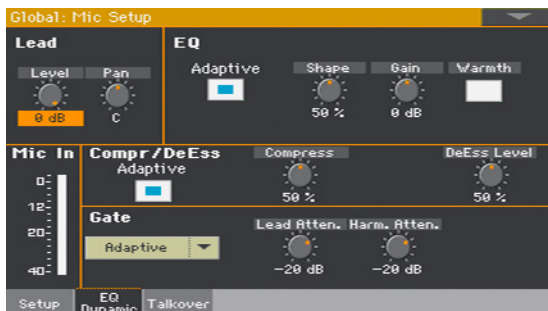 Global: Mic Setup
Lead
EQ
Level
Pan
Adaptive
Shape
Gain
Warmth
0 dB
C
50 %
0 dB
Mic In
Compr/DeEss
Adaptive
Compress
DeEss Level
50 %
50 %
0
12
20
40
Gate
Adaptive
Lead Atten.
Harm. Atten.
-20 dB
-20 dB
Setup
EQ
Dynamic
Talkover